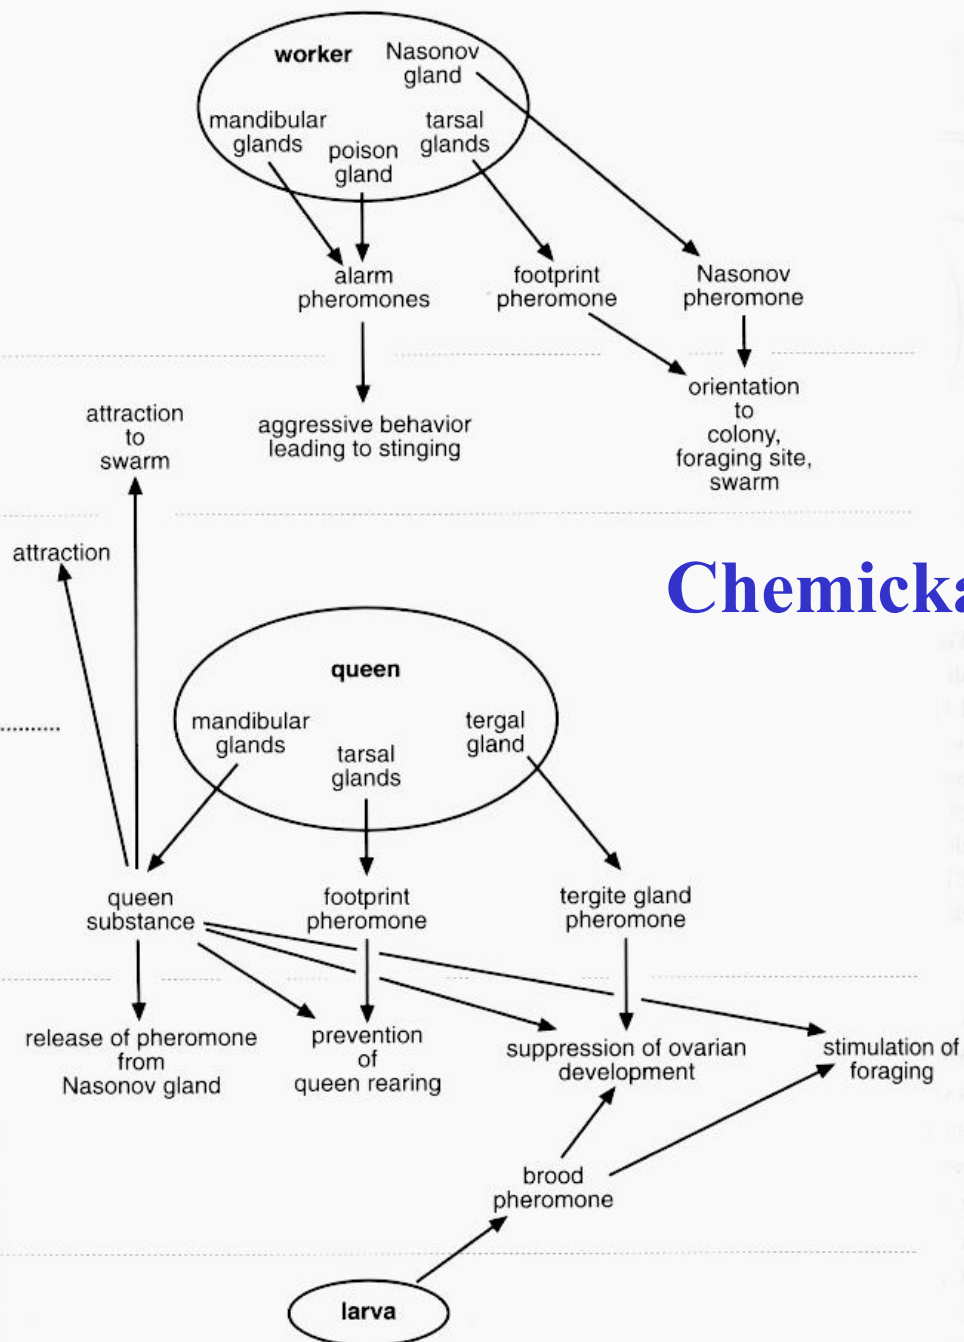 worker
Nasonov
gland
mandibular
glands
poison
gland
tarsal
glands
alarm
pheromones
footprint
pheromone
Nasonov
pheromone
attraction
to
swarm
aggressive behavior
leading to stinging
orientation
to
colony,
foraging site,
swarm
attraction
Chemicka
queen
mandibular
glands
tarsal
glands
tergal
gland
queen
substance
footprint
pheromone
tergite gland
pheromone
release of pheromone
from
Nasonov gland
prevention
of
queen rearing
suppression of ovarian
development
stimulation of
foraging
brood
pheromone
larva